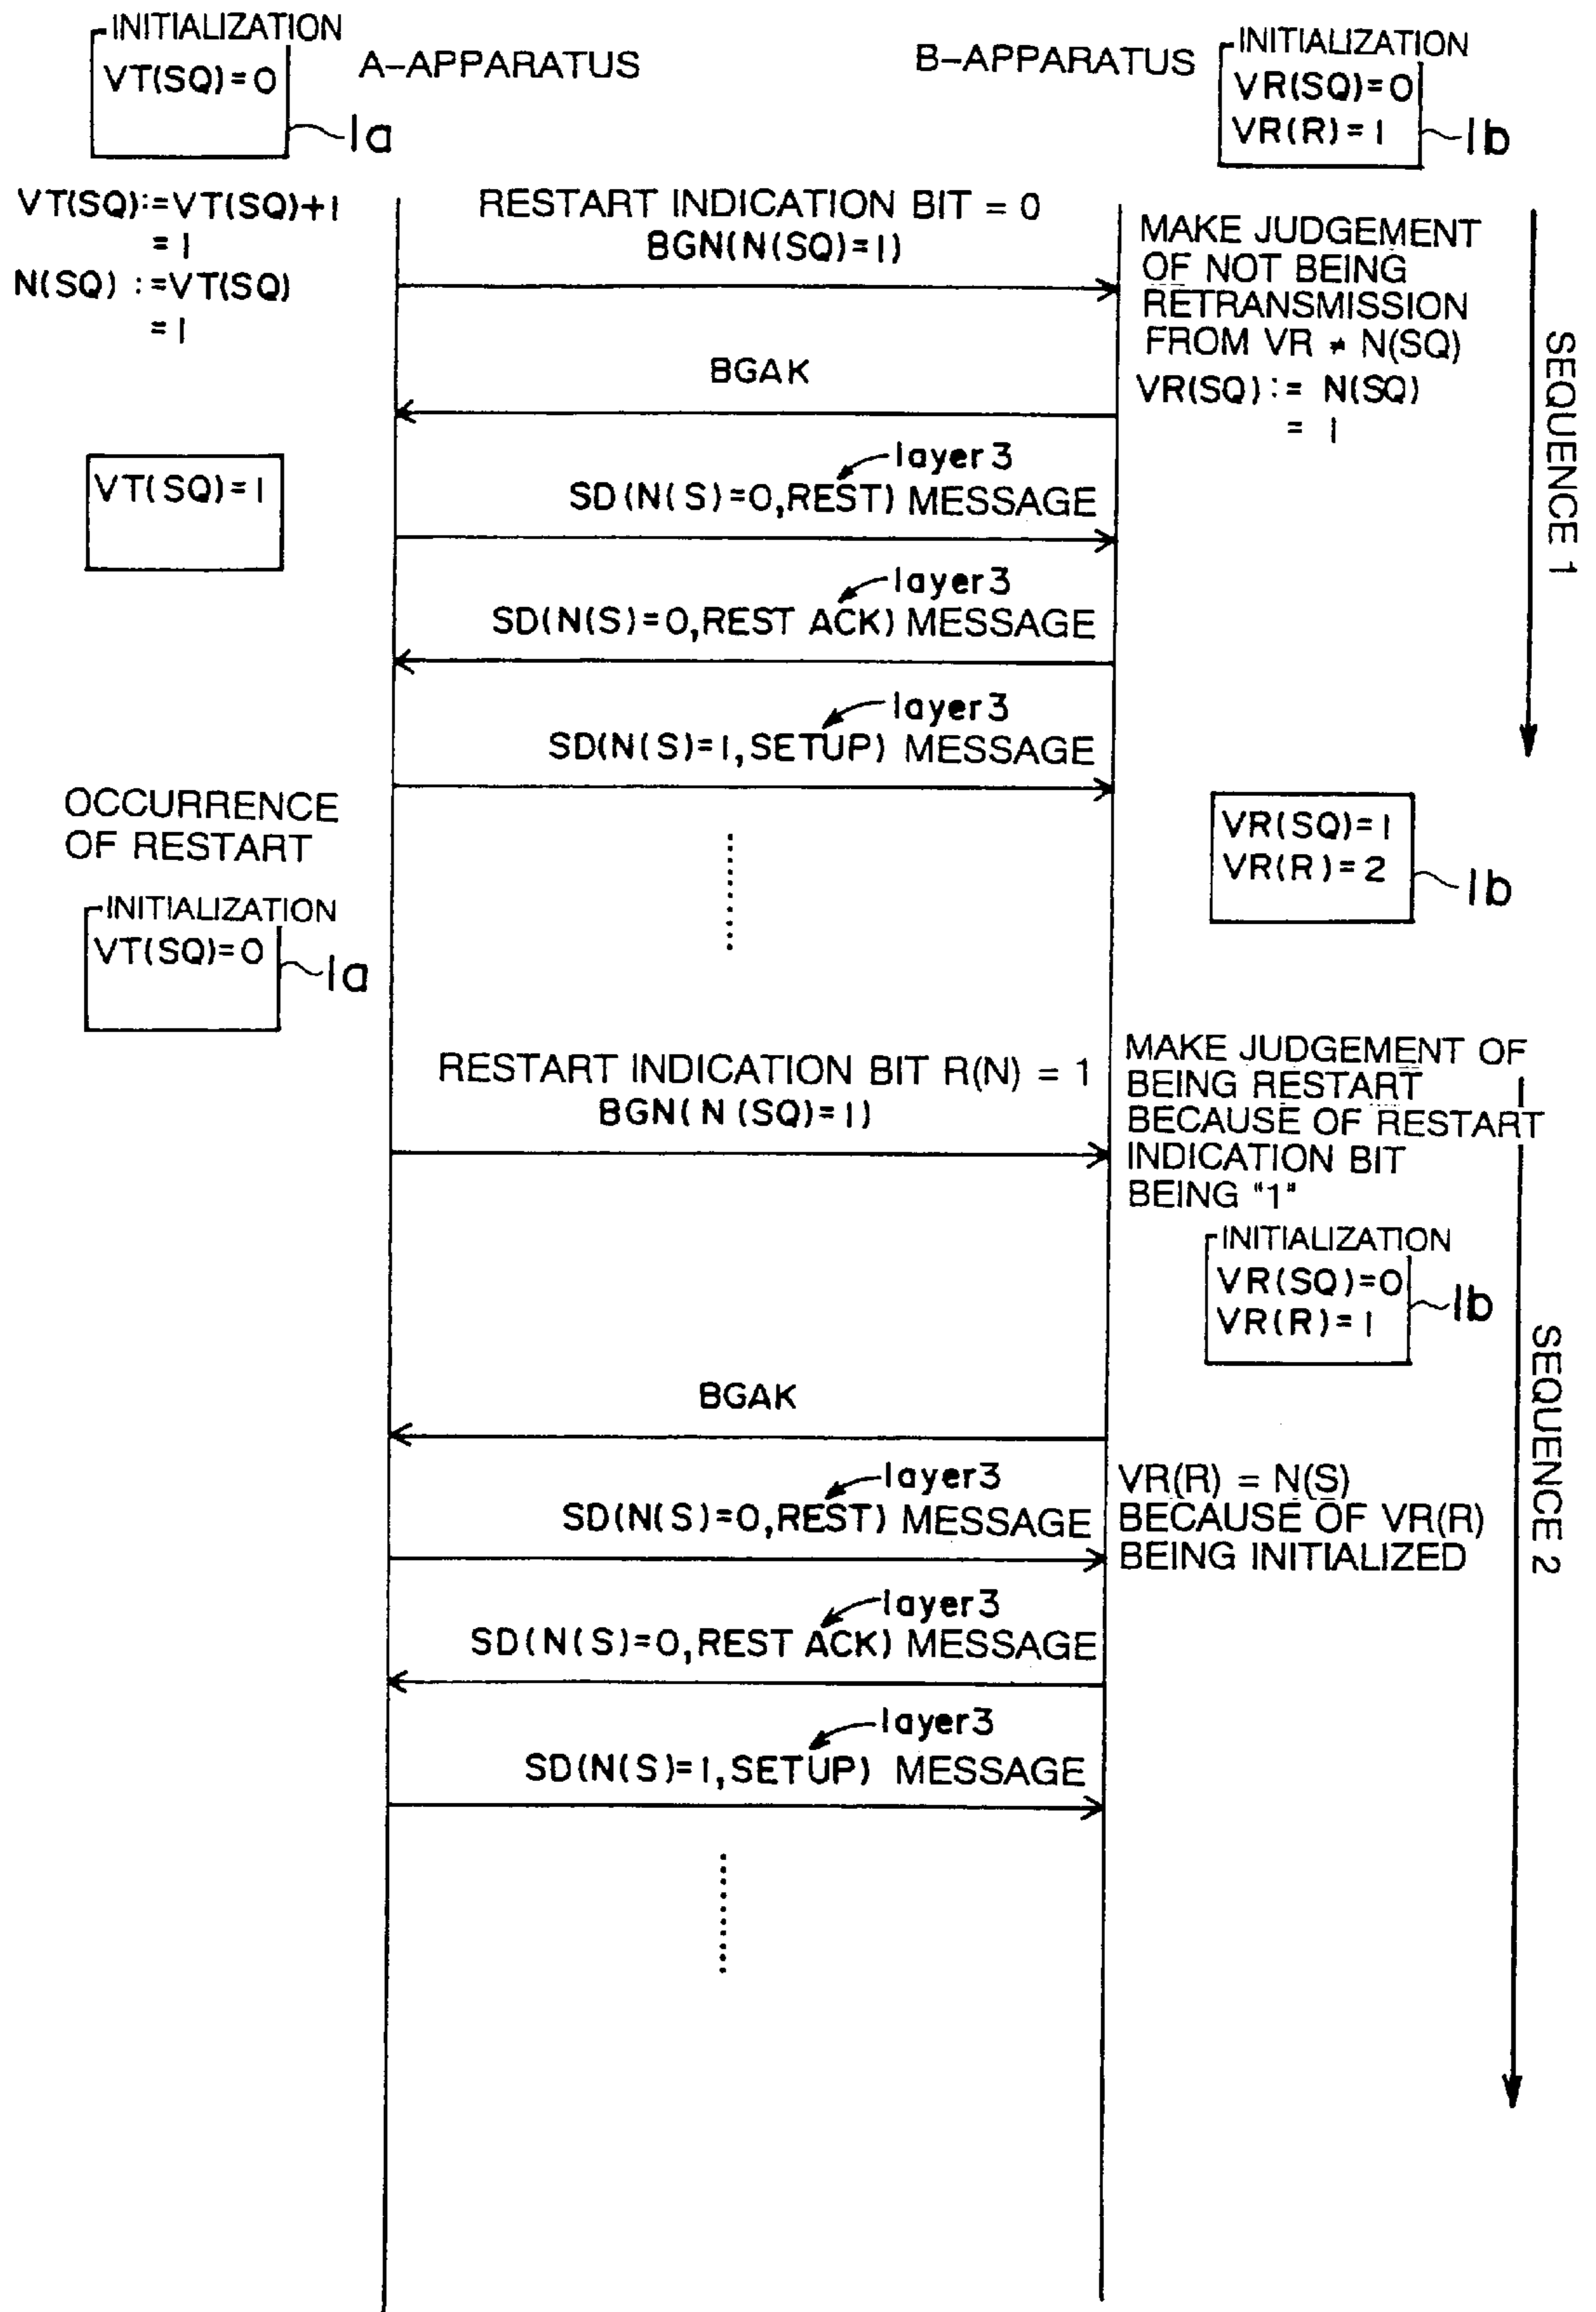 INITIALIZATION
VT(SQ)=0
1a
A-APPARATUS
B-APPARATUS
INITIALIZATION
VR(SQ)=0
VR(R)=1
1b
VT(SQ):=VT(SQ)+1
=1
N(SQ) :=VT(SQ)
=1
RESTART INDICATION BIT = 0
BGN(N(SQ)=1)
MAKE JUDGEMENT
OF NOT BEING
RETRANSMISSION
FROM VR ≠ N(SQ)
VR(SQ):= N(SQ)
= 1
SEQUENCE 1
BGAK
VT(SQ)=1
layer3
SD(N(S)=0,REST) MESSAGE
layer3
SD(N(S)=0,REST ACK) MESSAGE
layer3
SD(N(S)=1,SETUP) MESSAGE
OCCURRENCE
OF RESTART
VR(SQ)=1
VR(R)=2
1b
INITIALIZATION
VT(SQ)=0
1a
RESTART INDICATION BIT R(N) = 1
BGN(N(SQ)=1)
MAKE JUDGEMENT OF
BEING RESTART
BECAUSE OF RESTART
INDICATION BIT
BEING "1"
INITIALIZATION
VR(SQ)=0
VR(R)=1
1b
SEQUENCE 2
BGAK
layer3
SD(N(S)=0,REST) MESSAGE
VR(R) = N(S)
BECAUSE OF VR(R)
BEING INITIALIZED
layer3
SD(N(S)=0,REST ACK) MESSAGE
layer3
SD(N(S)=1,SETUP) MESSAGE